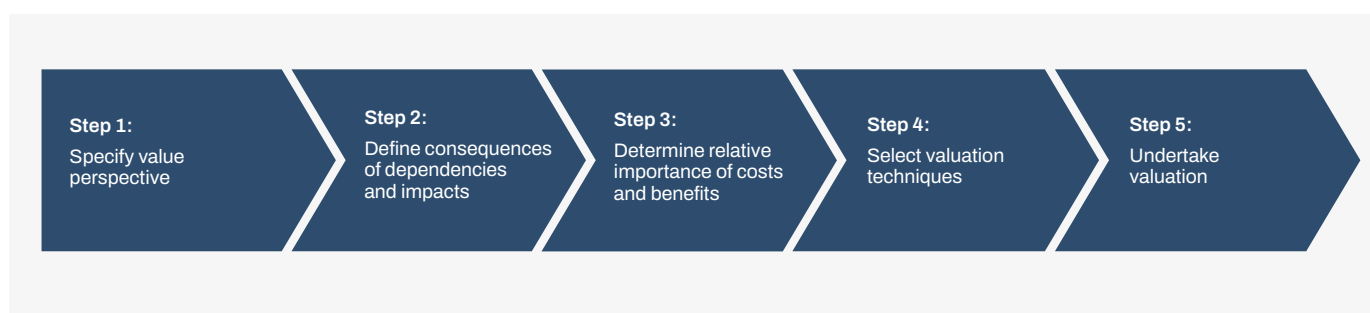 Step 1:
Specify value
perspective
Step 2:
Define consequences
of dependencies
and impacts
Step 3:
Determine relative
importance of costs
and benefits
Step 4:
Select valuation
techniques
Step 5:
Undertake
valuation